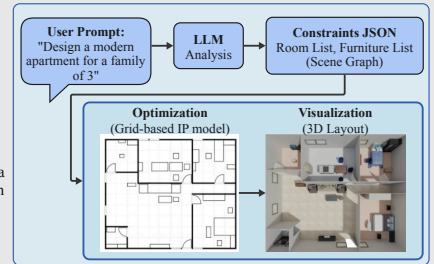 User Prompt:
"Design a modern
apartment for a family
of 3"
LLM
Analysis
Constraints JSON
Room List, Furniture List
(Scene Graph)
Optimization
(Grid-based IP model)
Visualization
(3D Layout)
a